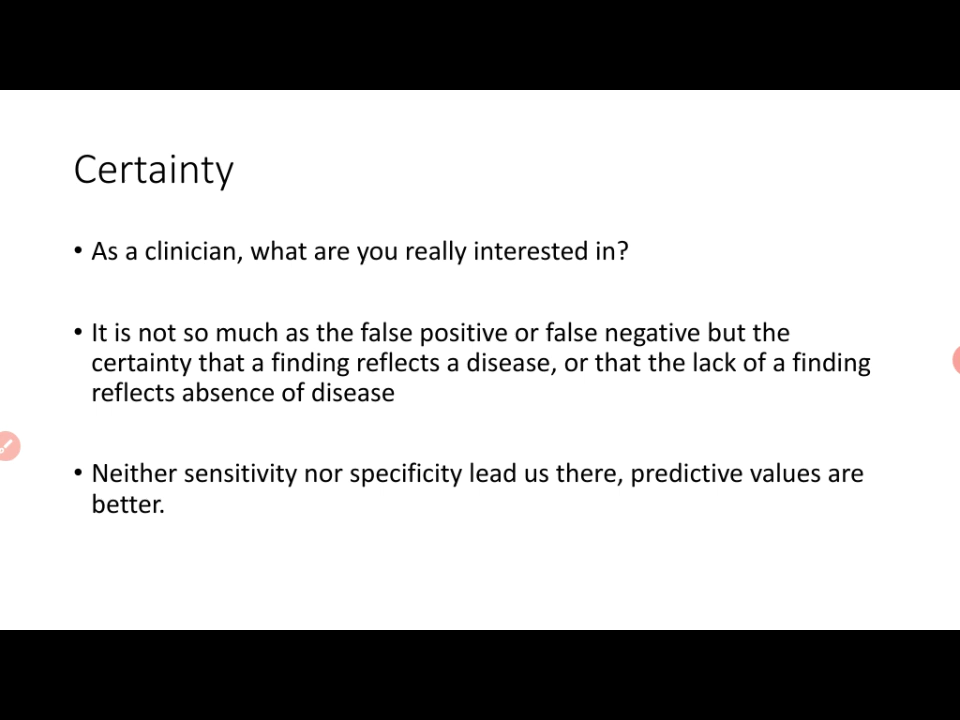 Certainty
• As a clinician, what are you really interested in?
• It is not so much as the false positive or false negative but the
certainty that a finding reflects a disease, or that the lack of a finding
reflects absence of disease
• Neither sensitivity nor specificity lead us there, predictive values are
better.